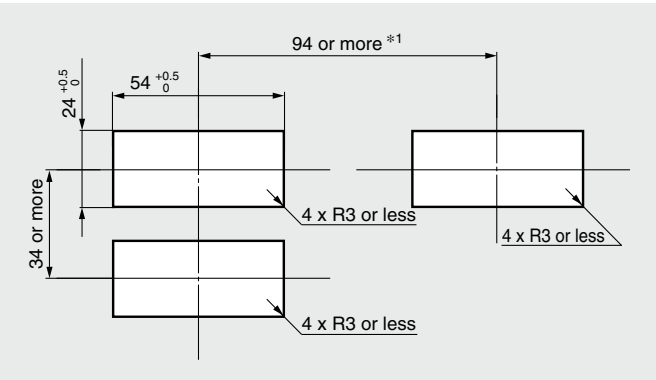 94 or more *1
54 +0.5 0
24 +0.5 0
34 or more
4 x R3 or less
4 x R3 or less
4 x R3 or less